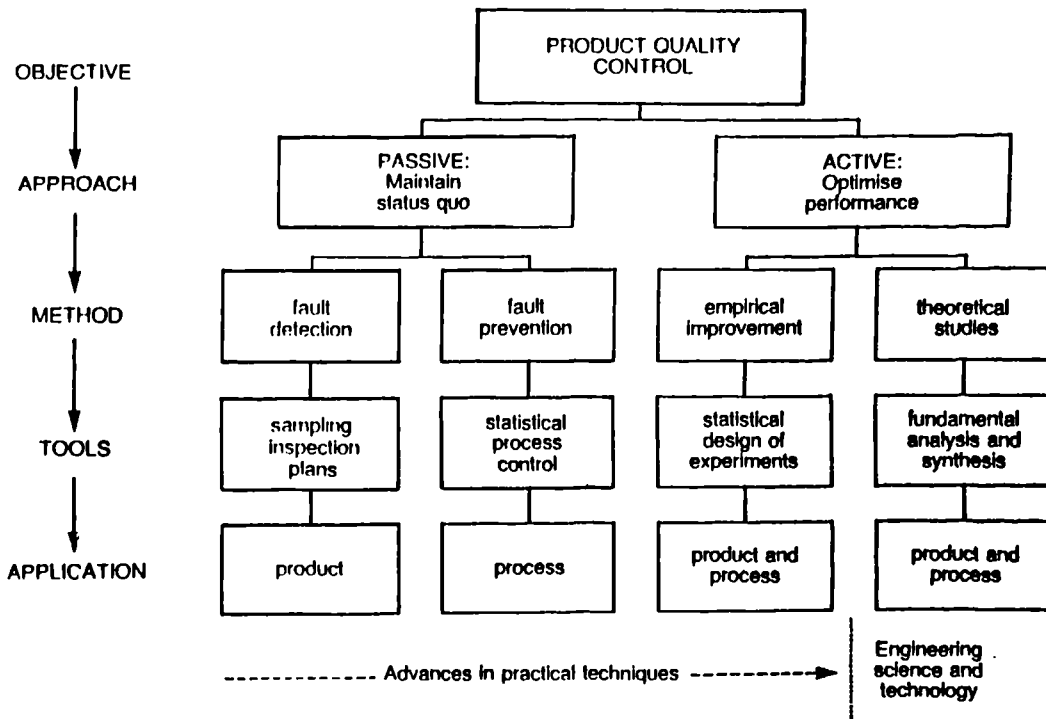 OBJECTIVE
PRODUCT QUALITY
CONTROL
APPROACH
PASSIVE:
Maintain
status quo
ACTIVE:
Optimise
performance
METHOD
fault
detection
fault
prevention
empirical
improvement
theoretical
studies
TOOLS
sampling
inspection
plans
statistical
process
control
statistical
design of
experiments
fundamental
analysis and
synthesis
APPLICATION
product
process
product and
process
product and
process
Advances in practical techniques
Engineering
science and
technology